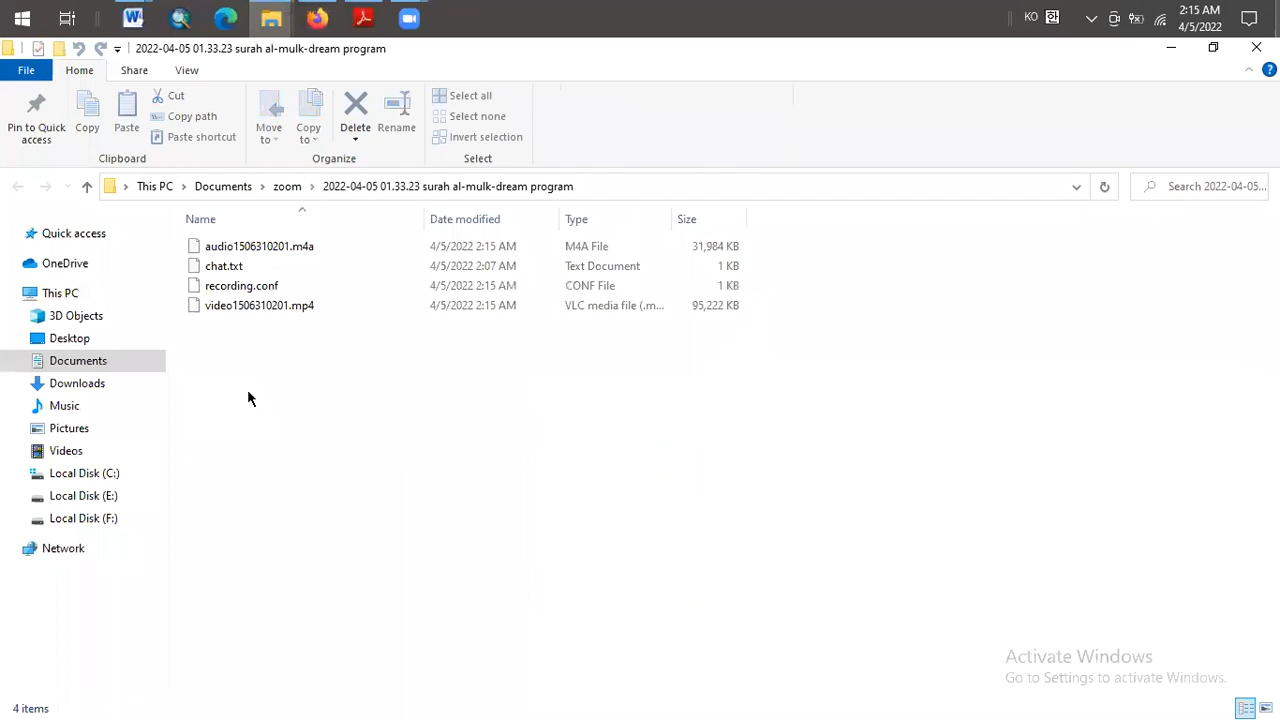 KO
2:15 AM
4/5/2022
2022-04-05 01.33.23 surah al-mulk-dream program
File Home Share View
Pin to Quick access
Copy
Paste
Cut
Copy path
Paste shortcut
Clipboard
Move to
Copy to
Delete
Rename
Organize
Select all
Select none
Invert selection
Select
This PC > Documents > zoom > 2022-04-05 01.33.23 surah al-mulk-dream program
Search 2022-04-05...
Name Date modified Type Size
audio1506310201.m4a 4/5/2022 2:15 AM M4A File 31,984 KB
chat.txt 4/5/2022 2:07 AM Text Document 1 KB
recording.conf 4/5/2022 2:15 AM CONF File 1 KB
video1506310201.mp4 4/5/2022 2:15 AM VLC media file (.m... 95,222 KB
Quick access
OneDrive
This PC
3D Objects
Desktop
Documents
Downloads
Music
Pictures
Videos
Local Disk (C:)
Local Disk (E:)
Local Disk (F:)
Network
Activate Windows
Go to Settings to activate Windows.
4 items